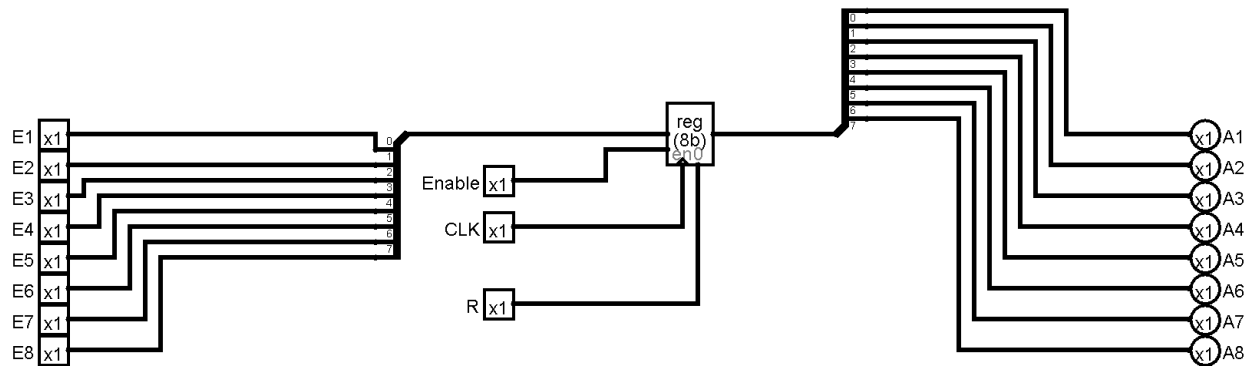 0
1
2
3
4
5
6
7
E1 x1
E2 x1
E3 x1
E4 x1
E5 x1
E6 x1
E7 x1
E8 x1
0
1
2
3
4
5
6
7
Enable x1
CLK x1
R x1
reg
(8b)
en0
x1 A1
x1 A2
x1 A3
x1 A4
x1 A5
x1 A6
x1 A7
x1 A8